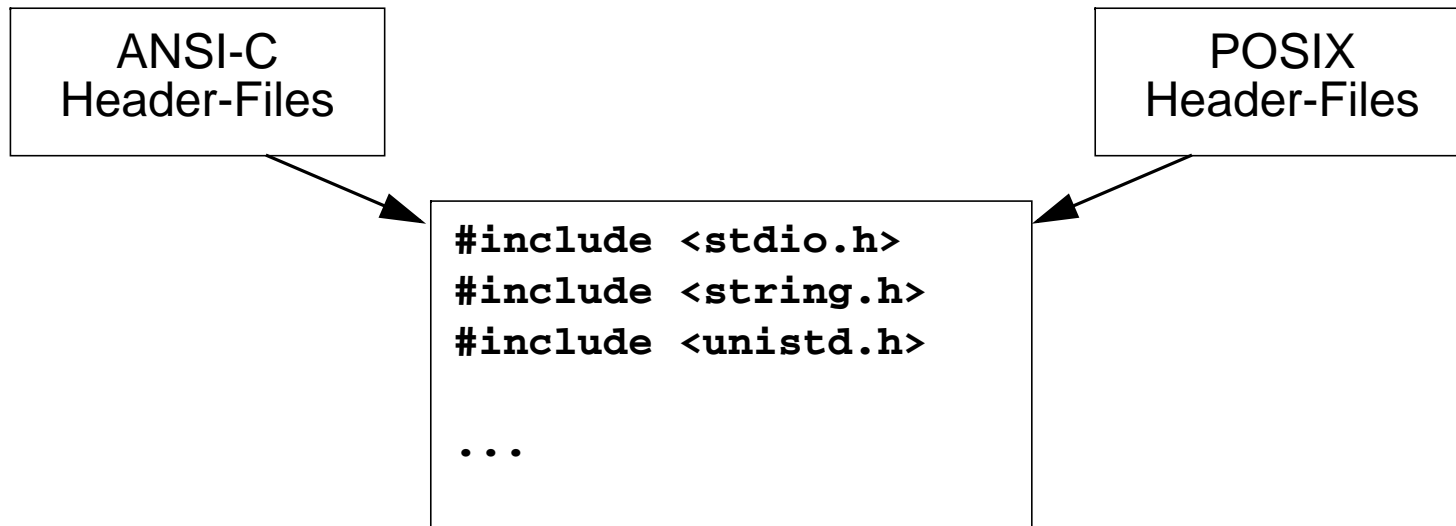 ANSI-C
Header-Files
POSIX
Header-Files
#include <stdio.h>
#include <string.h>
#include <unistd.h>
...